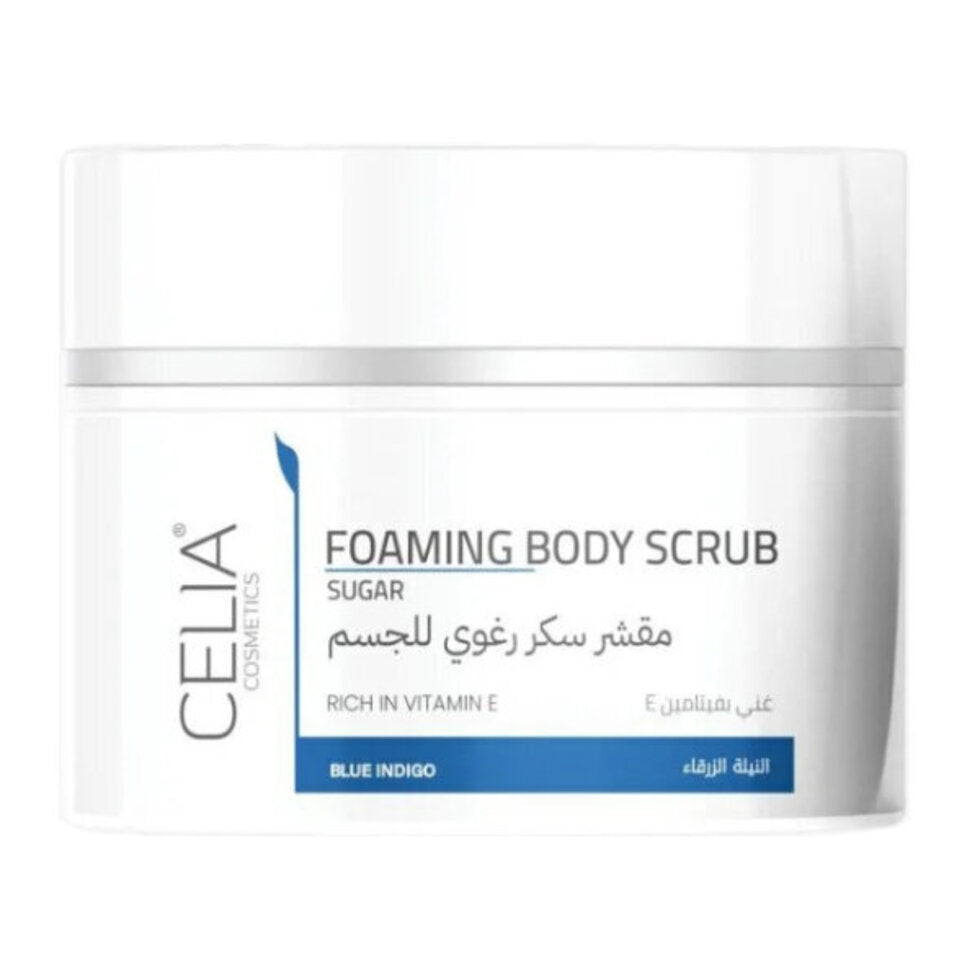 CELIA®
COSMETICS
FOAMING BODY SCRUB
SUGAR
مقشر سكر رغوي للجسم
RICH IN VITAMIN E
غني بفيتامين E
BLUE INDIGO
النيلة الزرقاء